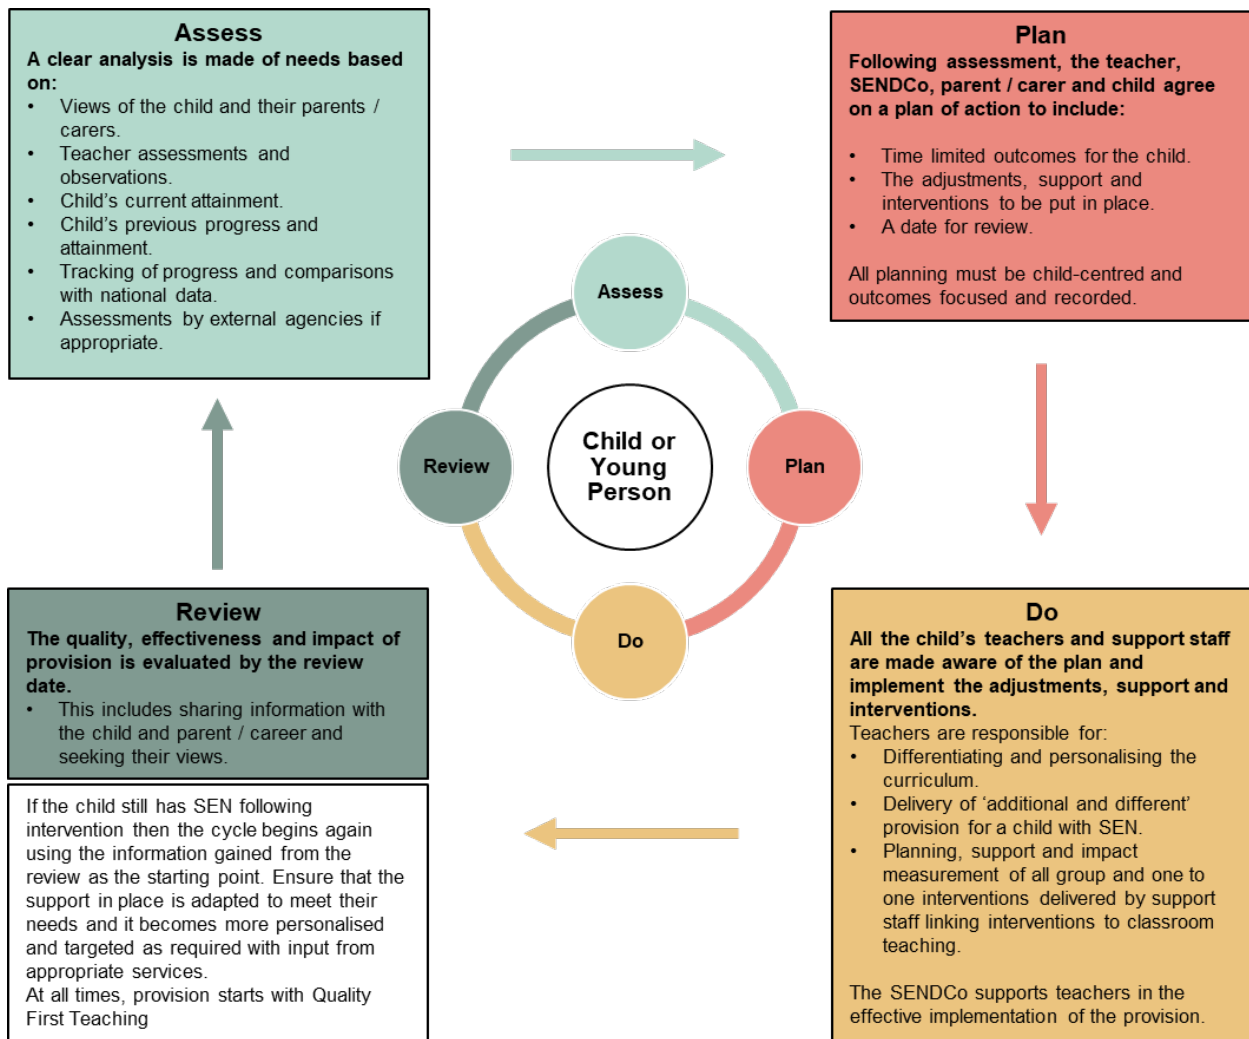 Assess
A clear analysis is made of needs based
on:
• Views of the child and their parents /
carers.
• Teacher assessments and
observations.
• Child's current attainment.
• Child's previous progress and
attainment.
• Tracking of progress and comparisons
with national data.
• Assessments by external agencies if
appropriate.
Plan
Following assessment, the teacher,
SENDCo, parent / carer and child agree
on a plan of action to include:
• Time limited outcomes for the child.
• The adjustments, support and
interventions to be put in place.
• A date for review.
All planning must be child-centred and
outcomes focused and recorded.
Assess
Review
Child or
Young
Person
Plan
Do
Review
The quality, effectiveness and impact of
provision is evaluated by the review
date.
• This includes sharing information with
the child and parent / career and
seeking their views.
If the child still has SEN following
intervention then the cycle begins again
using the information gained from the
review as the starting point. Ensure that the
support in place is adapted to meet their
needs and it becomes more personalised
and targeted as required with input from
appropriate services.
At all times, provision starts with Quality
First Teaching
Do
All the child's teachers and support staff
are made aware of the plan and
implement the adjustments, support and
interventions.
Teachers are responsible for:
• Differentiating and personalising the
curriculum.
• Delivery of 'additional and different'
provision for a child with SEN.
• Planning, support and impact
measurement of all group and one to
one interventions delivered by support
staff linking interventions to classroom
teaching.
The SENDCo supports teachers in the
effective implementation of the provision.